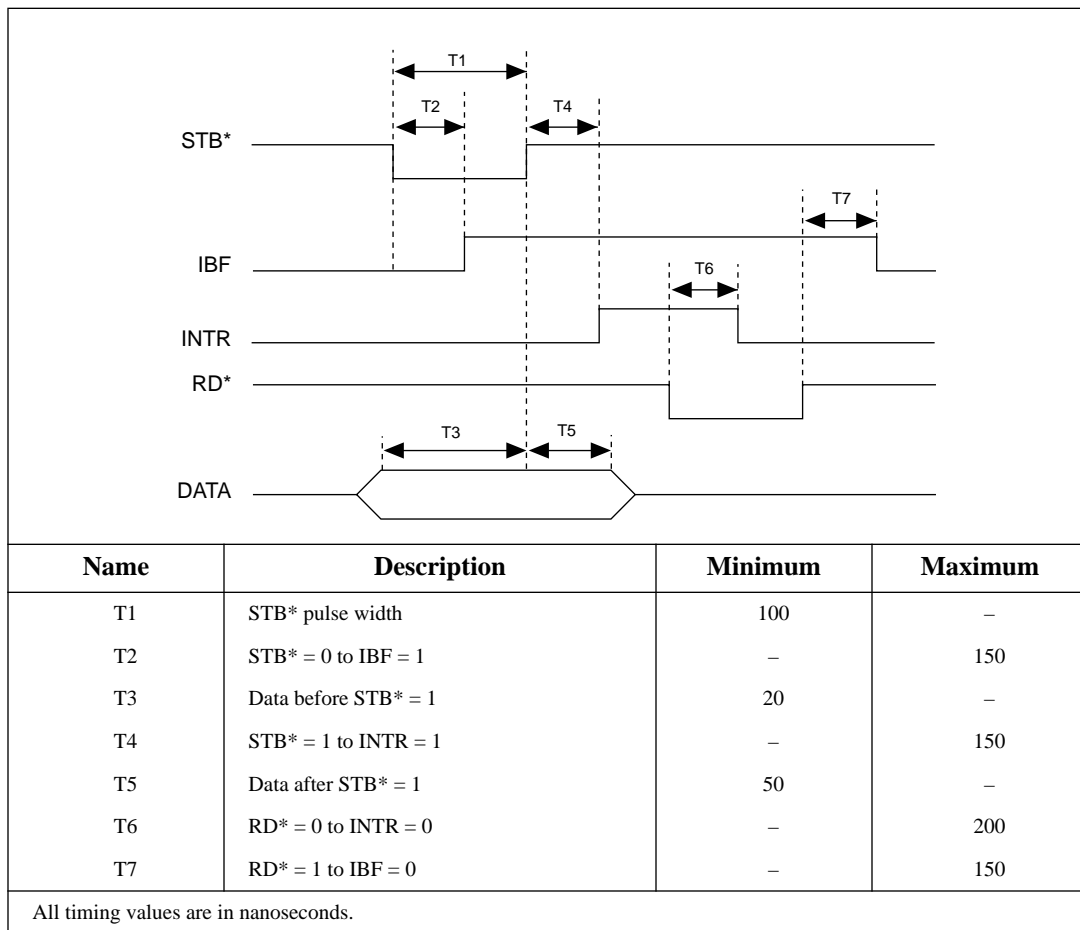 T1
T2 T4
STB*
T7
IBF
T6
INTR
RD*
T3 T5
DATA
Name Description Minimum Maximum
T1 STB* pulse width 100 –
T2 STB* = 0 to IBF = 1 – 150
T3 Data before STB* = 1 20 –
T4 STB* = 1 to INTR = 1 – 150
T5 Data after STB* = 1 50 –
T6 RD* = 0 to INTR = 0 – 200
T7 RD* = 1 to IBF = 0 – 150
All timing values are in nanoseconds.